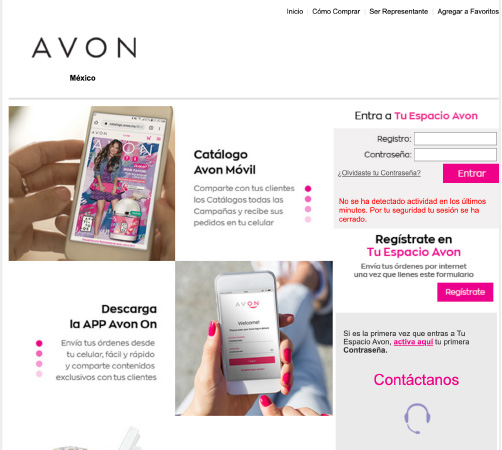 Inicio Cómo Comprar Ser Representante Agregar a Favoritos
AVON
México
Entra a Tu Espacio Avon
Registro:
Contraseña:
¿Olvidaste tu Contraseña?
Entrar
No se ha detectado actividad en los últimos
minutos. Por tu seguridad tu sesión se ha
cerrado.
AVON
Catálogo
Avon Móvil
Comparte con tus clientes
los Catálogos todas las
Campañas y recibe sus
pedidos en tu celular
Regístrate en
Tu Espacio Avon
Envía tus órdenes por internet
una vez que llenes este formulario
Regístrate
Descarga
la APP Avon On
Envía tus órdenes desde
tu celular, fácil y rápido
y comparte contenidos
exclusivos con tus clientes
AVON
Welcome!
Si es la primera vez que entras a Tu
Espacio Avon, activa aquí tu primera
Contraseña.
Contáctanos